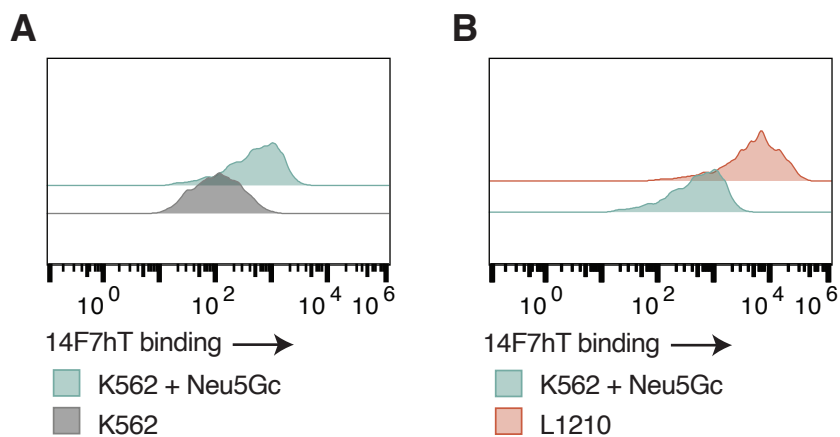 A
10^0 10^2 10^4 10^6
14F7hT binding
K562 + Neu5Gc
K562
B
10^0 10^2 10^4 10^6
14F7hT binding
K562 + Neu5Gc
L1210